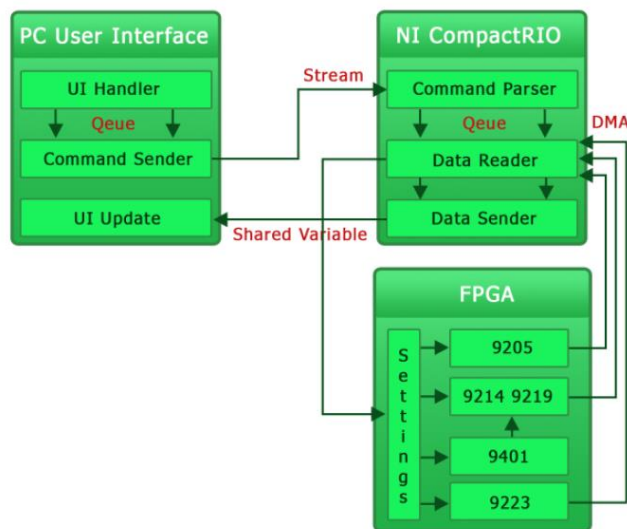 PC User Interface
UI Handler
Qeue
Command Sender
UI Update
Stream
Shared Variable
NI CompactRIO
Command Parser
Qeue
DMA
Data Reader
Data Sender
FPGA
Settings
9205
9214 9219
9401
9223